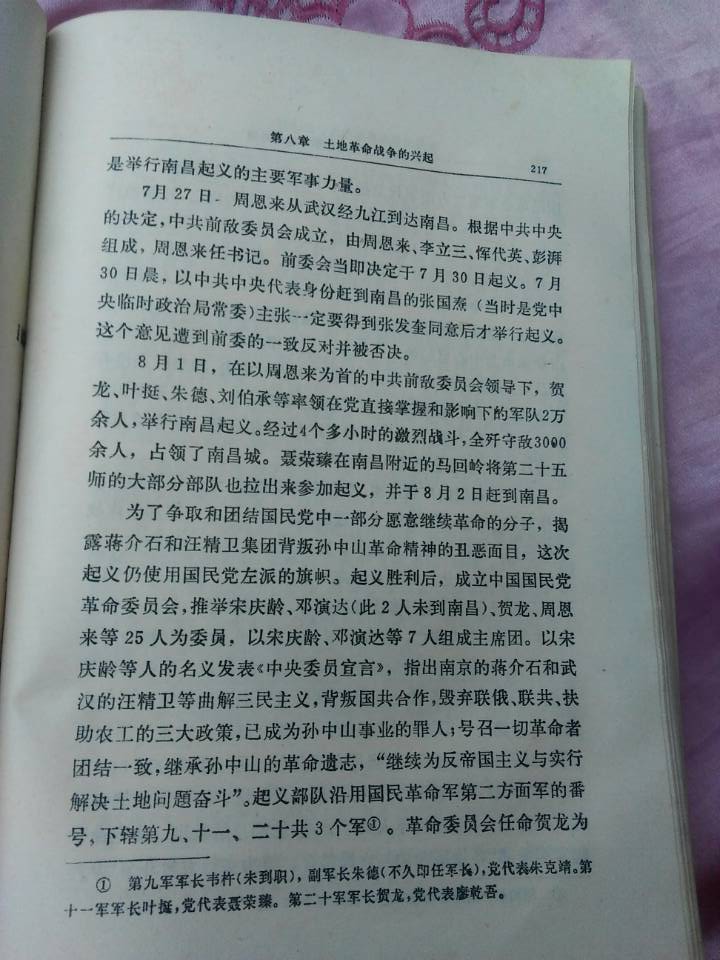 第八章 土地革命战争的兴起 217
是举行南昌起义的主要军事力量。
7月27日，周恩来从武汉经九江到达南昌。根据中共中央
的决定，中共前敌委员会成立，由周恩来、李立三、恽代英、彭湃
组成，周恩来任书记。前委会当即决定于7月30日起义。7月
30日晨，以中共中央代表身份赶到南昌的张国焘（当时是党中
央临时政治局常委）主张一定要得到张发奎同意后才举行起义。
这个意见遭到前委的一致反对并被否决。
8月1日，在以周恩来为首的中共前敌委员会领导下，贺
龙、叶挺、朱德、刘伯承等率领在党直接掌握和影响下的军队2万
余人，举行南昌起义。经过4个多小时的激烈战斗，全歼守敌3000
余人，占领了南昌城。聂荣臻在南昌附近的马回岭将第二十五
师的大部分部队也拉出来参加起义，并于8月2日赶到南昌。
为了争取和团结国民党中一部分愿意继续革命的分子，揭
露蒋介石和汪精卫集团背叛孙中山革命精神的丑恶面目，这次
起义仍使用国民党左派的旗帜。起义胜利后，成立中国国民党
革命委员会，推举宋庆龄、邓演达（此2人未到南昌）、贺龙、周恩
来等25人为委员，以宋庆龄、邓演达等7人组成主席团。以宋
庆龄等人的名义发表《中央委员宣言》，指出南京的蒋介石和武
汉的汪精卫等曲解三民主义，背叛国共合作，毁弃联俄、联共、扶
助农工的三大政策，已成为孙中山事业的罪人；号召一切革命者
团结一致，继承孙中山的革命遗志，“继续为反帝国主义与实行
解决土地问题奋斗”。起义部队沿用国民革命军第二方面军的番
号，下辖第九、十一、二十共3个军①。革命委员会任命贺龙为
① 第九军军长韦杵（未到职），副军长朱德（不久即任军长），党代表朱克靖。第
十一军军长叶挺，党代表聂荣臻。第二十军军长贺龙，党代表廖乾吾。